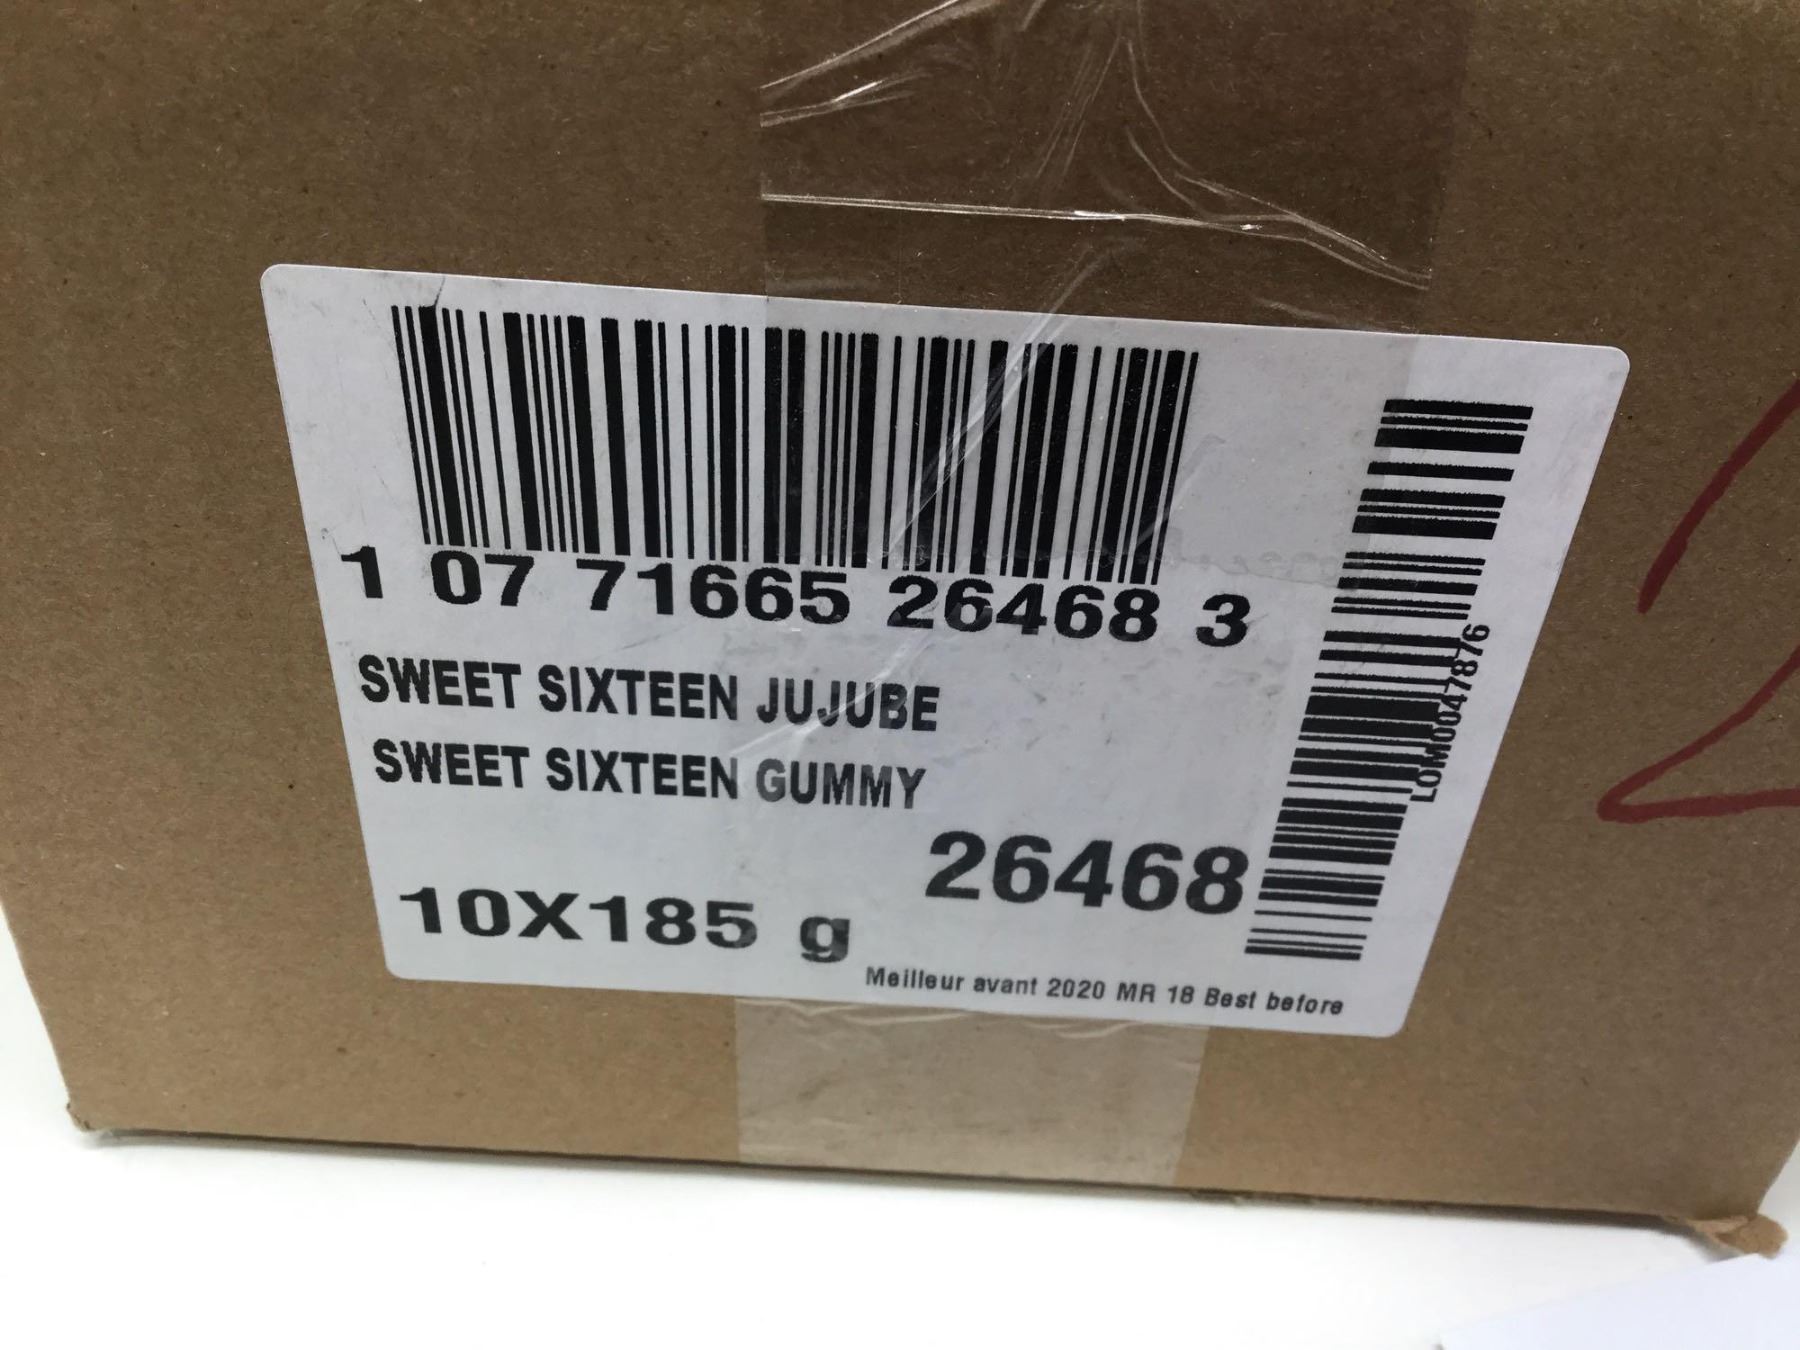 1 07 71665 26468 3
SWEET SIXTEEN JUJUBE
SWEET SIXTEEN GUMMY
26468
10X185 g
Meilleur avant 2020 MR 18 Best before
LOM0047876